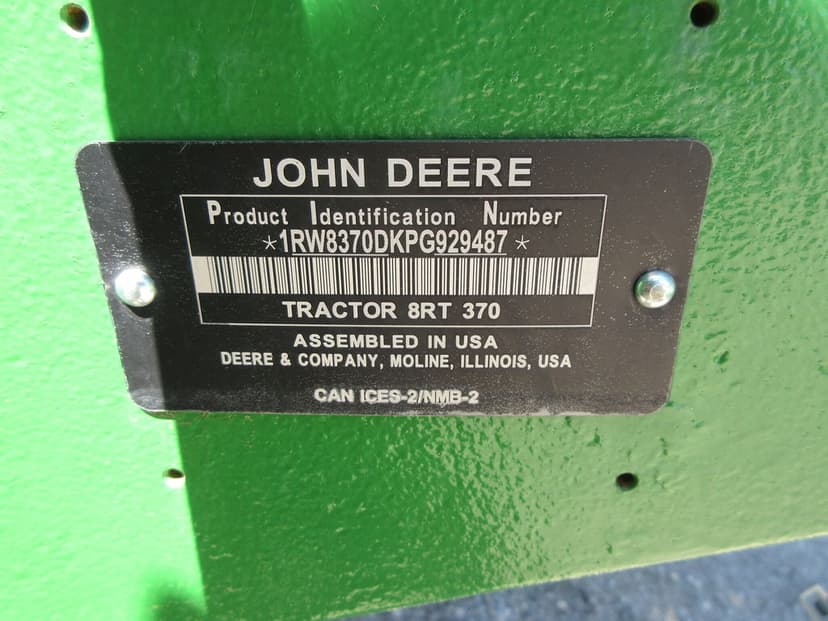 JOHN DEERE
Product Identification Number
*1RW8370DKPG929487*
TRACTOR 8RT 370
ASSEMBLED IN USA
DEERE & COMPANY, MOLINE, ILLINOIS, USA
CAN ICES-2/NMB-2